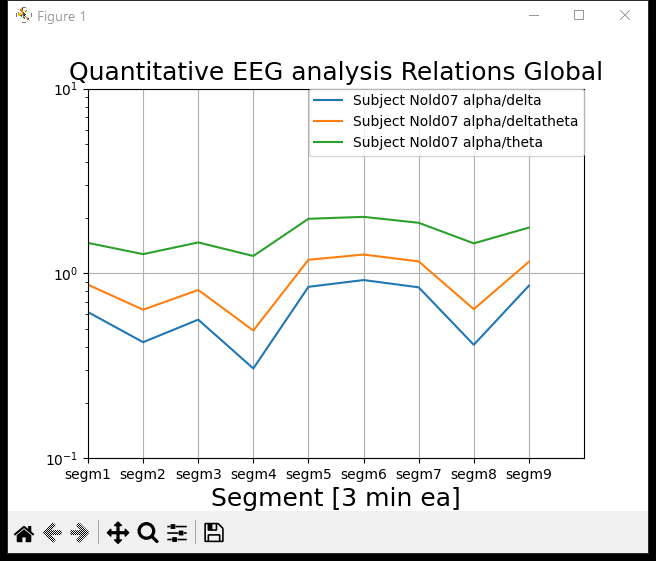 Figure 1
Quantitative EEG analysis Relations Global
10^1
Subject Nold07 alpha/delta
Subject Nold07 alpha/deltatheta
Subject Nold07 alpha/theta
10^0
10^−1
segm1 segm2 segm3 segm4 segm5 segm6 segm7 segm8 segm9
Segment [3 min ea]